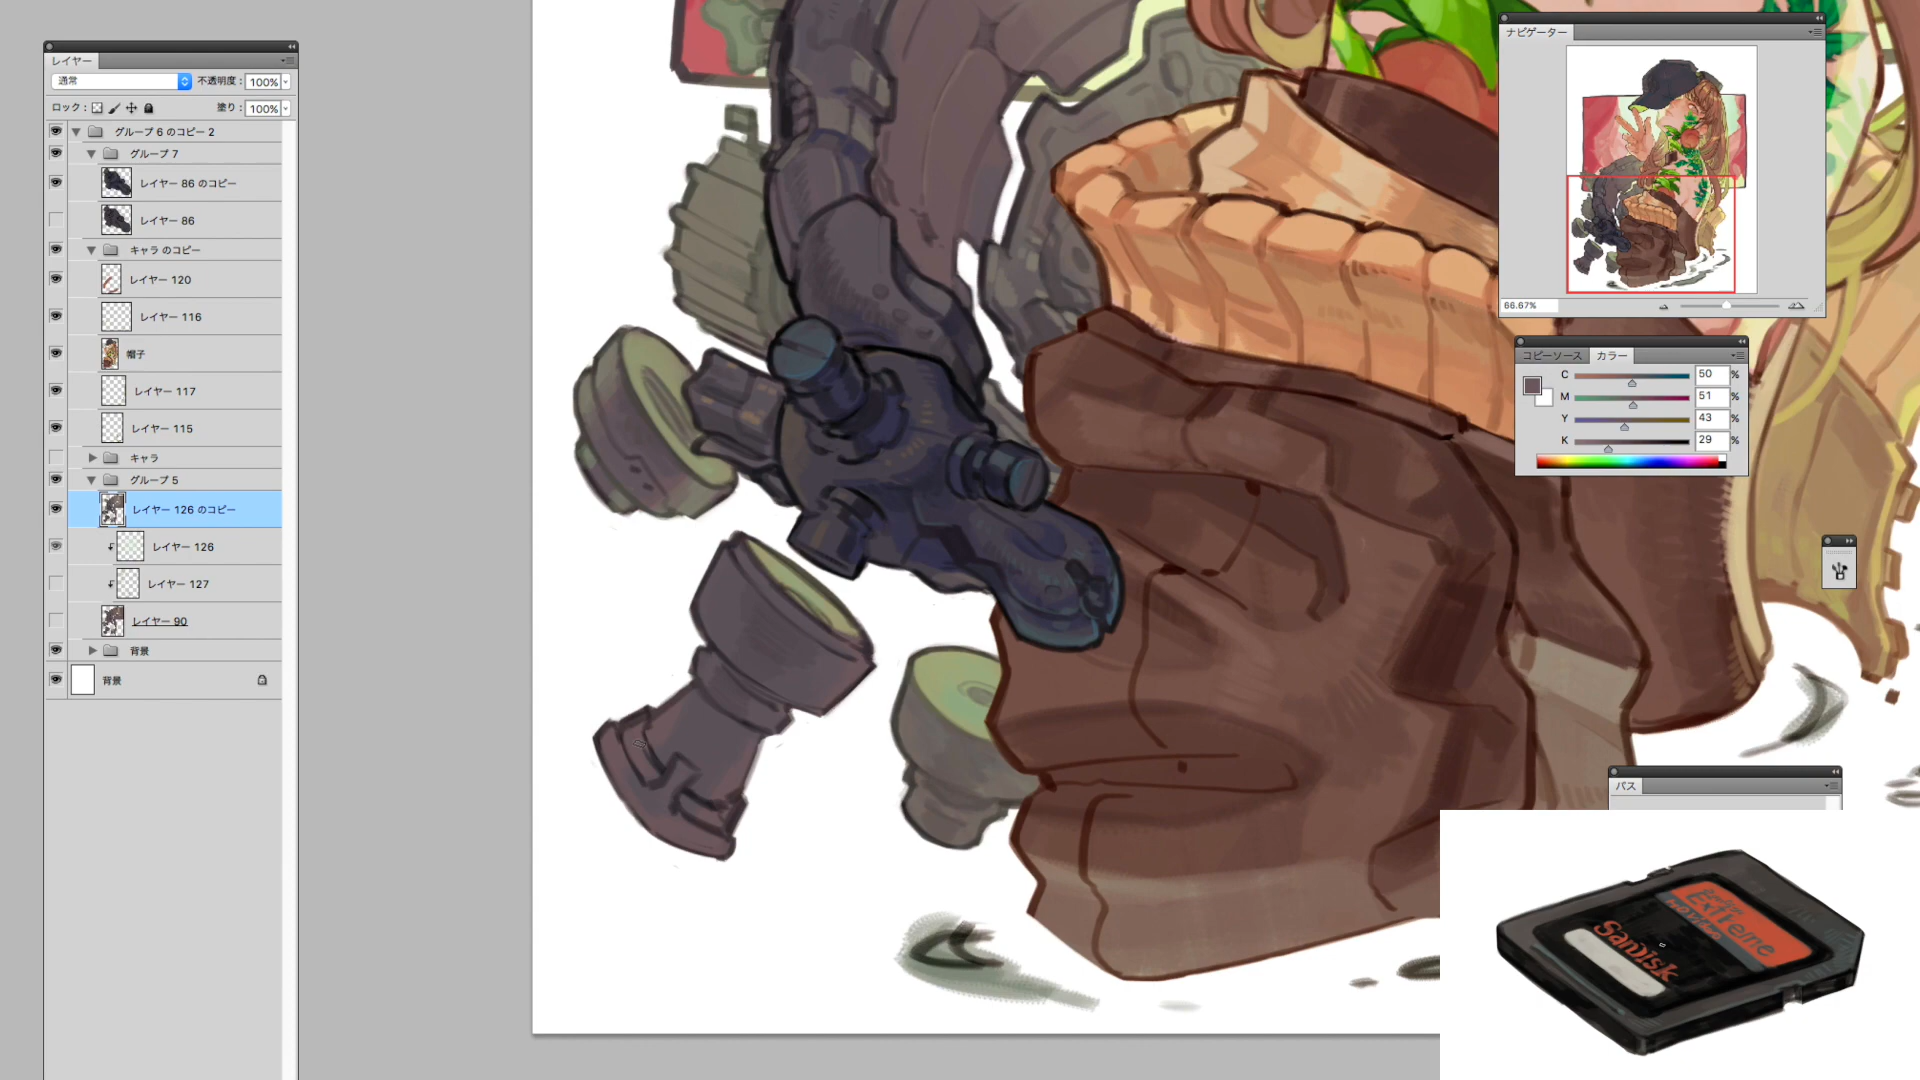 レイヤー
通常
不透明度: 100%
ロック:
塗り: 100%
グループ 6 のコピー 2
グループ 7
レイヤー 86 のコピー
レイヤー 86
キャラ のコピー
レイヤー 120
レイヤー 116
帽子
レイヤー 117
レイヤー 115
キャラ
グループ 5
レイヤー 126 のコピー
レイヤー 126
レイヤー 127
レイヤー 90
背景
背景
ナビゲーター
66.67%
コピーソース カラー
C 50 %
M 51 %
Y 43 %
K 29 %
パス
Extreme
SanDisk